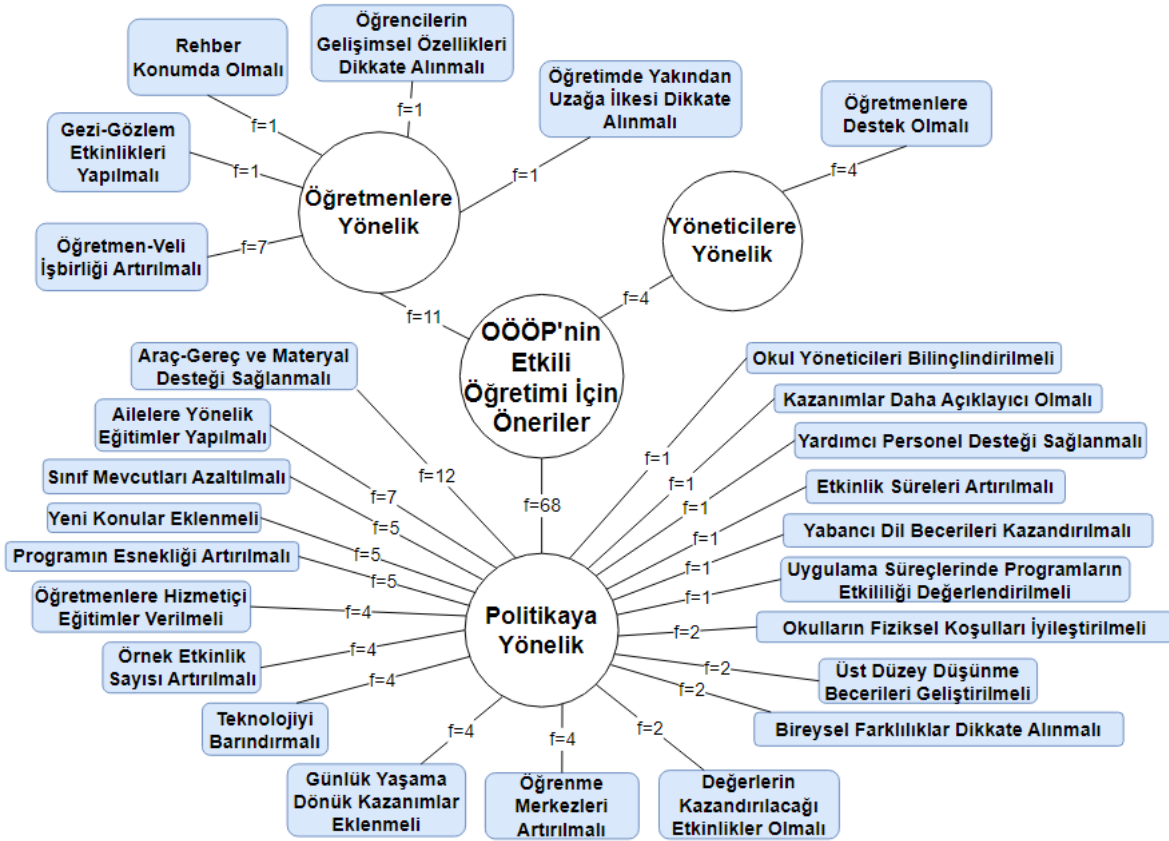 Rehber
Konumda Olmalı
f=1
Öğrencilerin
Gelişimsel Özellikleri
Dikkate Alınmalı
f=1
Öğretimde Yakından
Uzağa İlkesi Dikkate
Alınmalı
f=1
Gezi-Gözlem
Etkinlikleri
Yapılmalı
f=1
Öğretmen-Veli
İşbirliği Artırılmalı
f=7
Öğretmenlere
Yönelik
f=11
Öğretmenlere
Destek Olmalı
f=4
Yöneticilere
Yönelik
f=4
OÖÖP'nin
Etkili
Öğretimi İçin
Öneriler
f=68
Politikaya
Yönelik
Araç-Gereç ve Materyal
Desteği Sağlanmalı
f=12
Ailelere Yönelik
Eğitimler Yapılmalı
f=7
Sınıf Mevcutları Azaltılmalı
f=5
Yeni Konular Eklenmeli
f=5
Programın Esnekliği Artırılmalı
f=5
Öğretmenlere Hizmetiçi
Eğitimler Verilmeli
f=4
Örnek Etkinlik
Sayısı Artırılmalı
f=4
Teknolojiyi
Barındırmalı
f=4
Günlük Yaşama
Dönük Kazanımlar
Eklenmeli
f=4
Öğrenme
Merkezleri
Artırılmalı
f=4
Değerlerin
Kazandırılacağı
Etkinlikler Olmalı
f=2
Okul Yöneticileri Bilinçlindirilmeli
f=1
Kazanımlar Daha Açıklayıcı Olmalı
f=1
Yardımcı Personel Desteği Sağlanmalı
f=1
Etkinlik Süreleri Artırılmalı
f=1
Yabancı Dil Becerileri Kazandırılmalı
f=1
Uygulama Süreçlerinde Programların
Etkililiği Değerlendirilmeli
f=1
Okulların Fiziksel Koşulları İyileştirilmeli
f=2
Üst Düzey Düşünme
Becerileri Geliştirilmeli
f=2
Bireysel Farklılıklar Dikkate Alınmalı
f=2